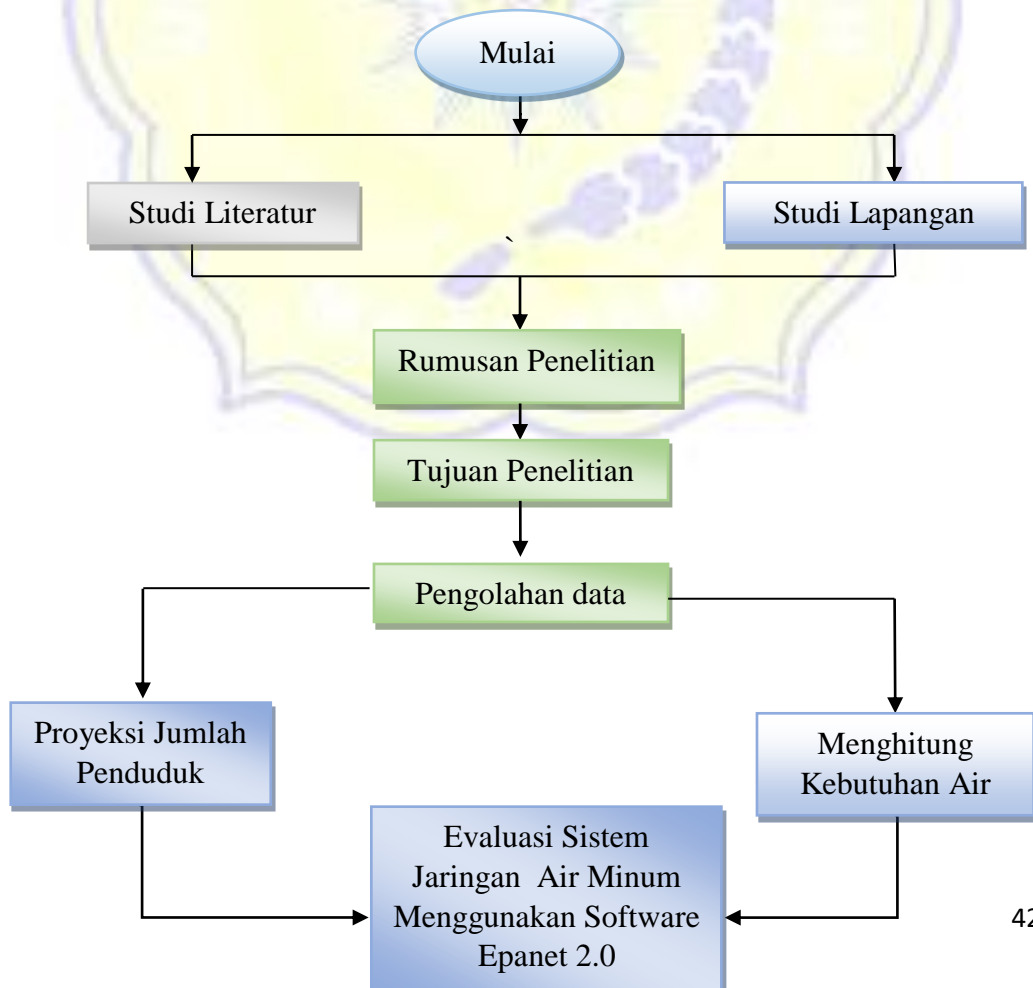 Mulai
Studi Literatur
Studi Lapangan
`
Rumusan Penelitian
Tujuan Penelitian
Pengolahan data
Proyeksi Jumlah
Penduduk
Menghitung
Kebutuhan Air
Evaluasi Sistem
Jaringan Air Minum
Menggunakan Software
Epanet 2.0
42